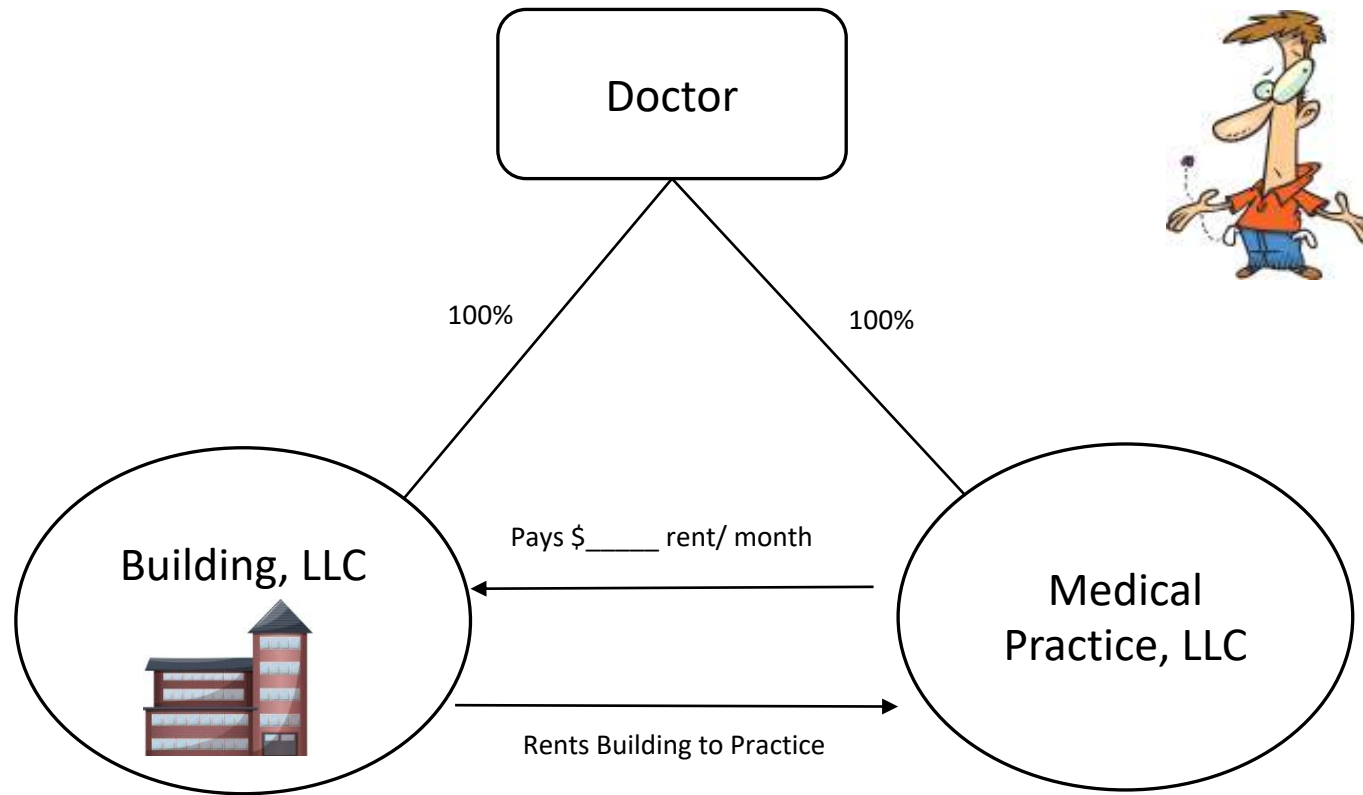 Doctor
100%
100%
Pays $_____ rent/ month
Building, LLC
Medical
Practice, LLC
Rents Building to Practice